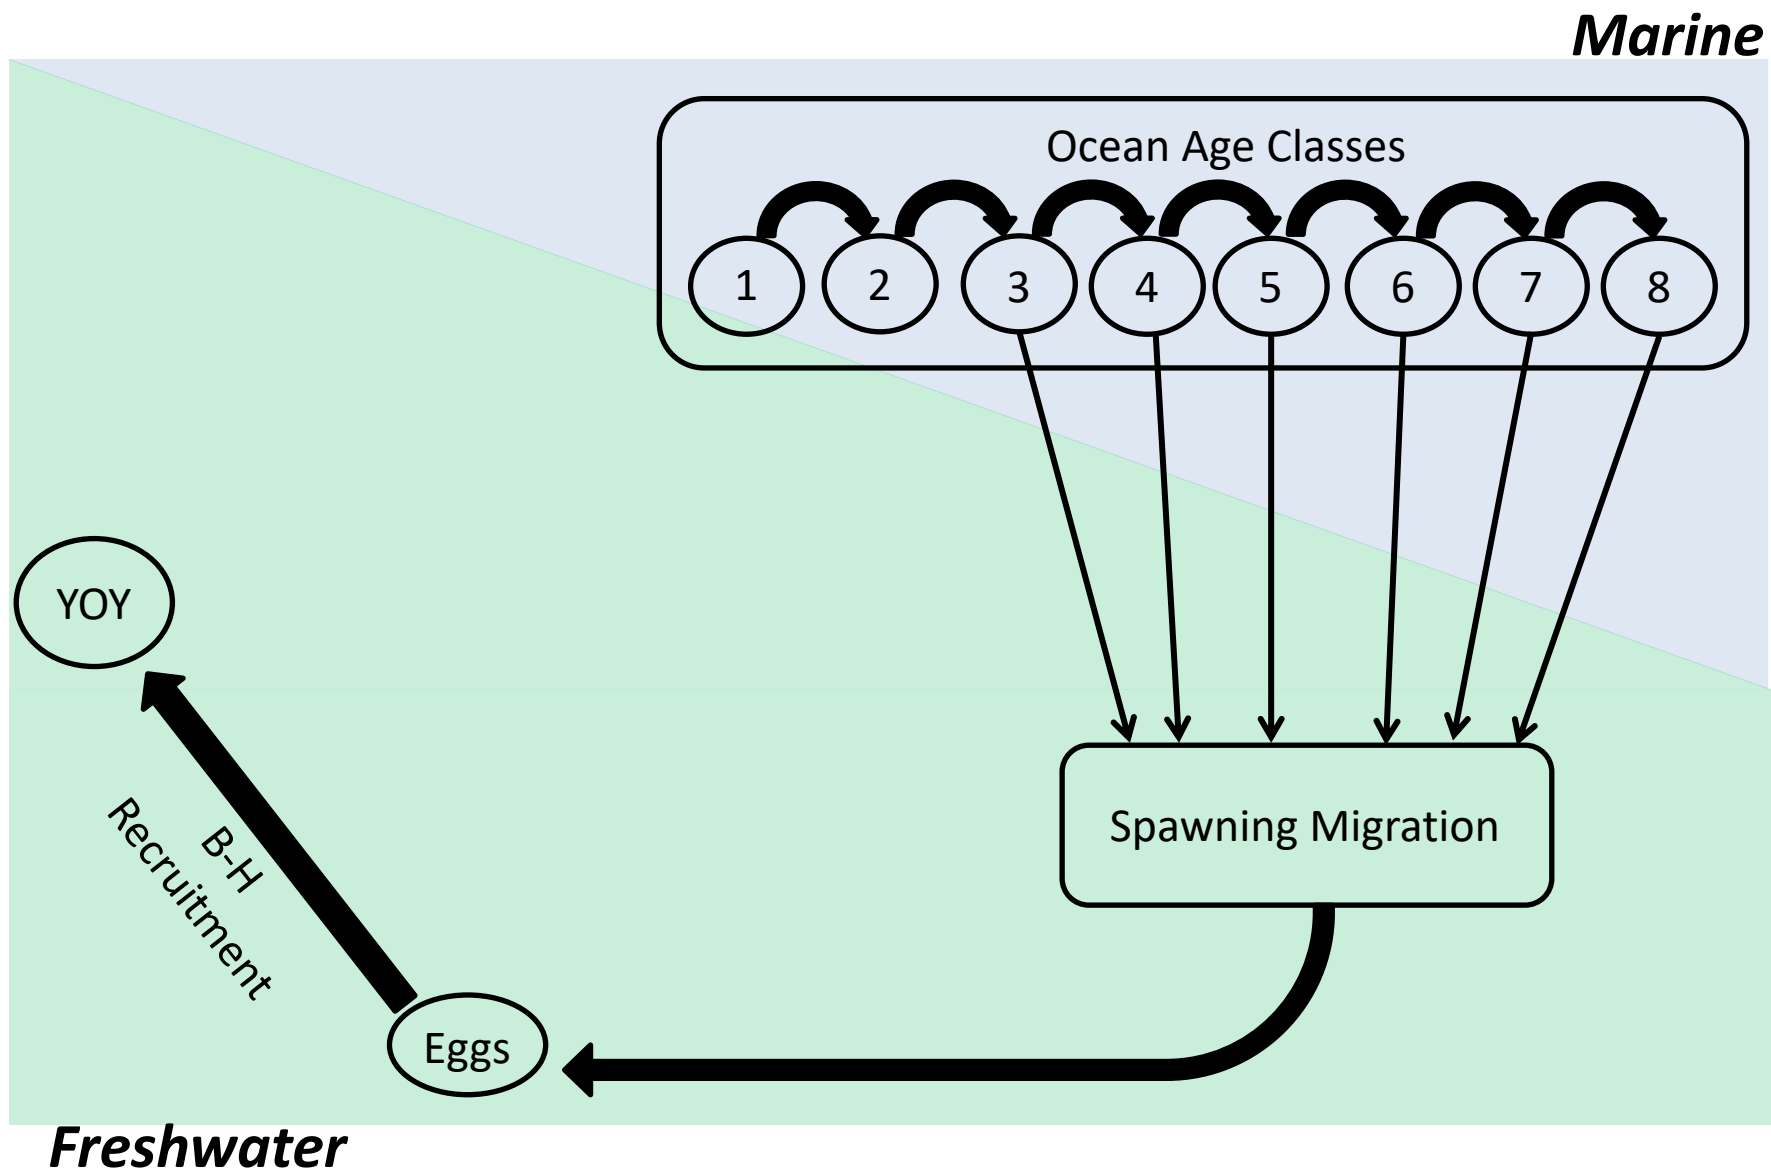 Marine
Ocean Age Classes
1 2 3 4 5 6 7 8
YOY
B-H
Recruitment
Spawning Migration
Eggs
Freshwater